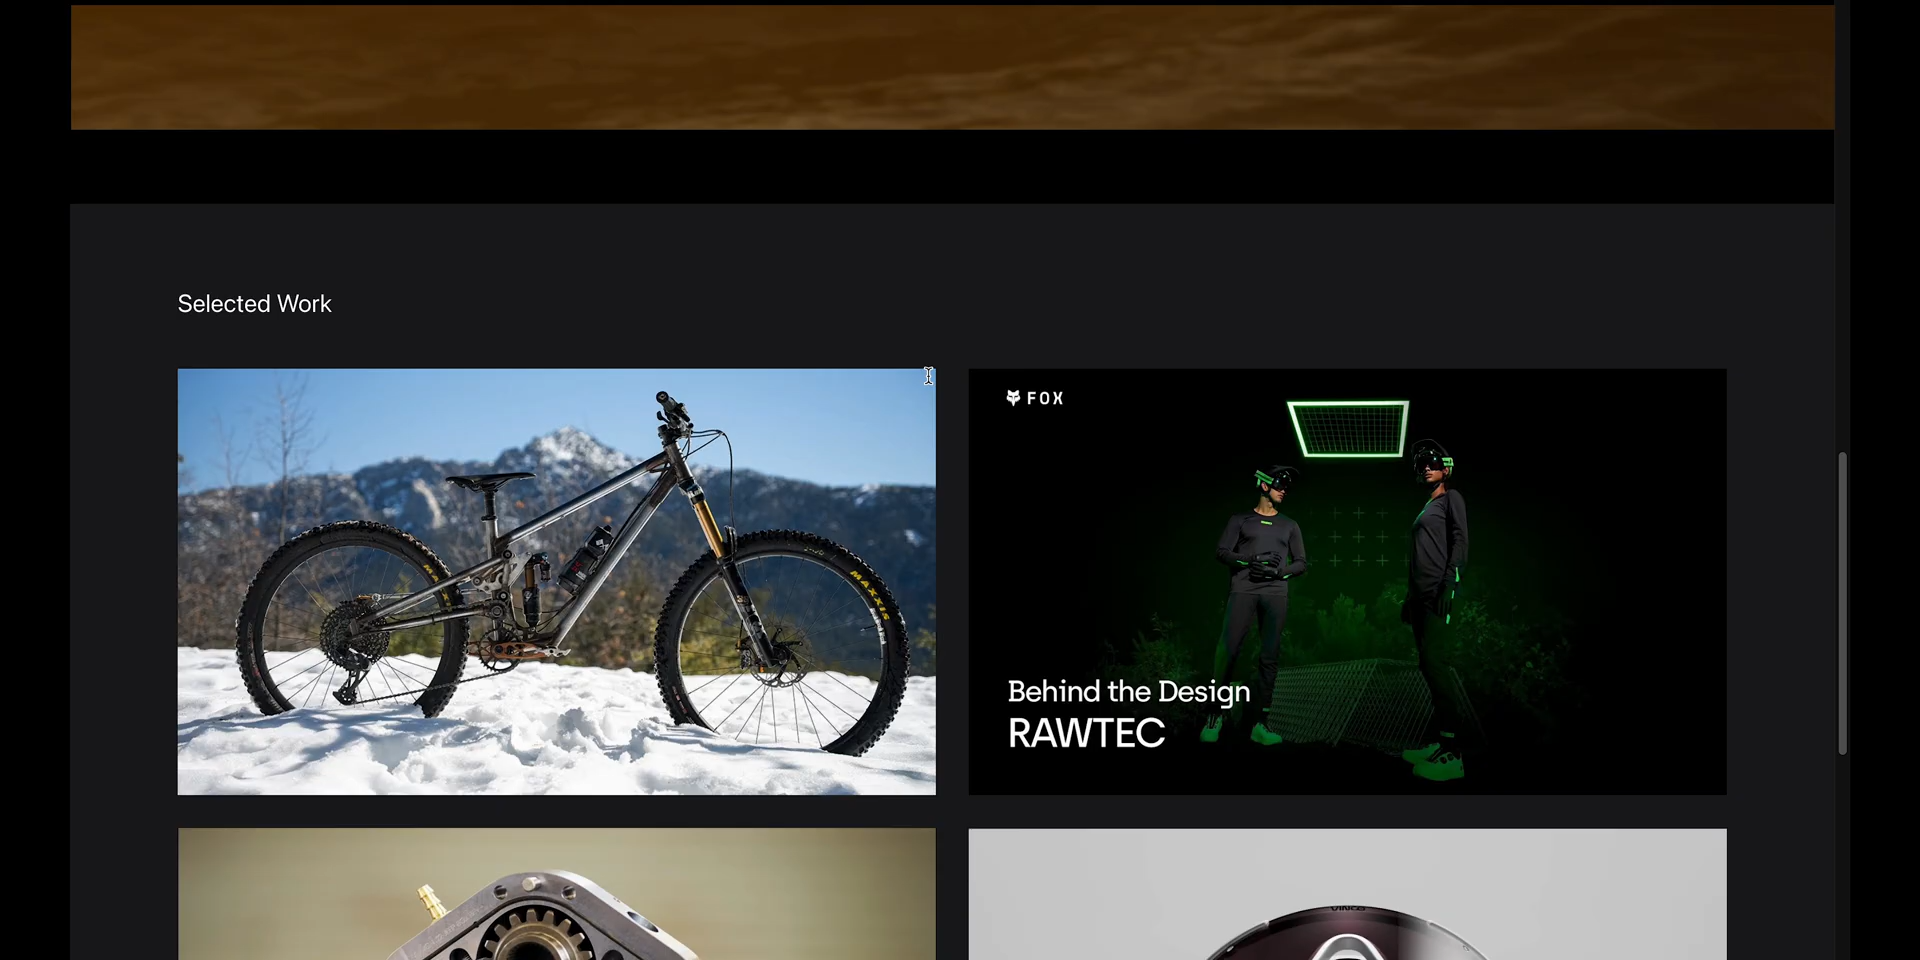 Selected Work
FOX
MAXXIS
Behind the Design
RAWTEC